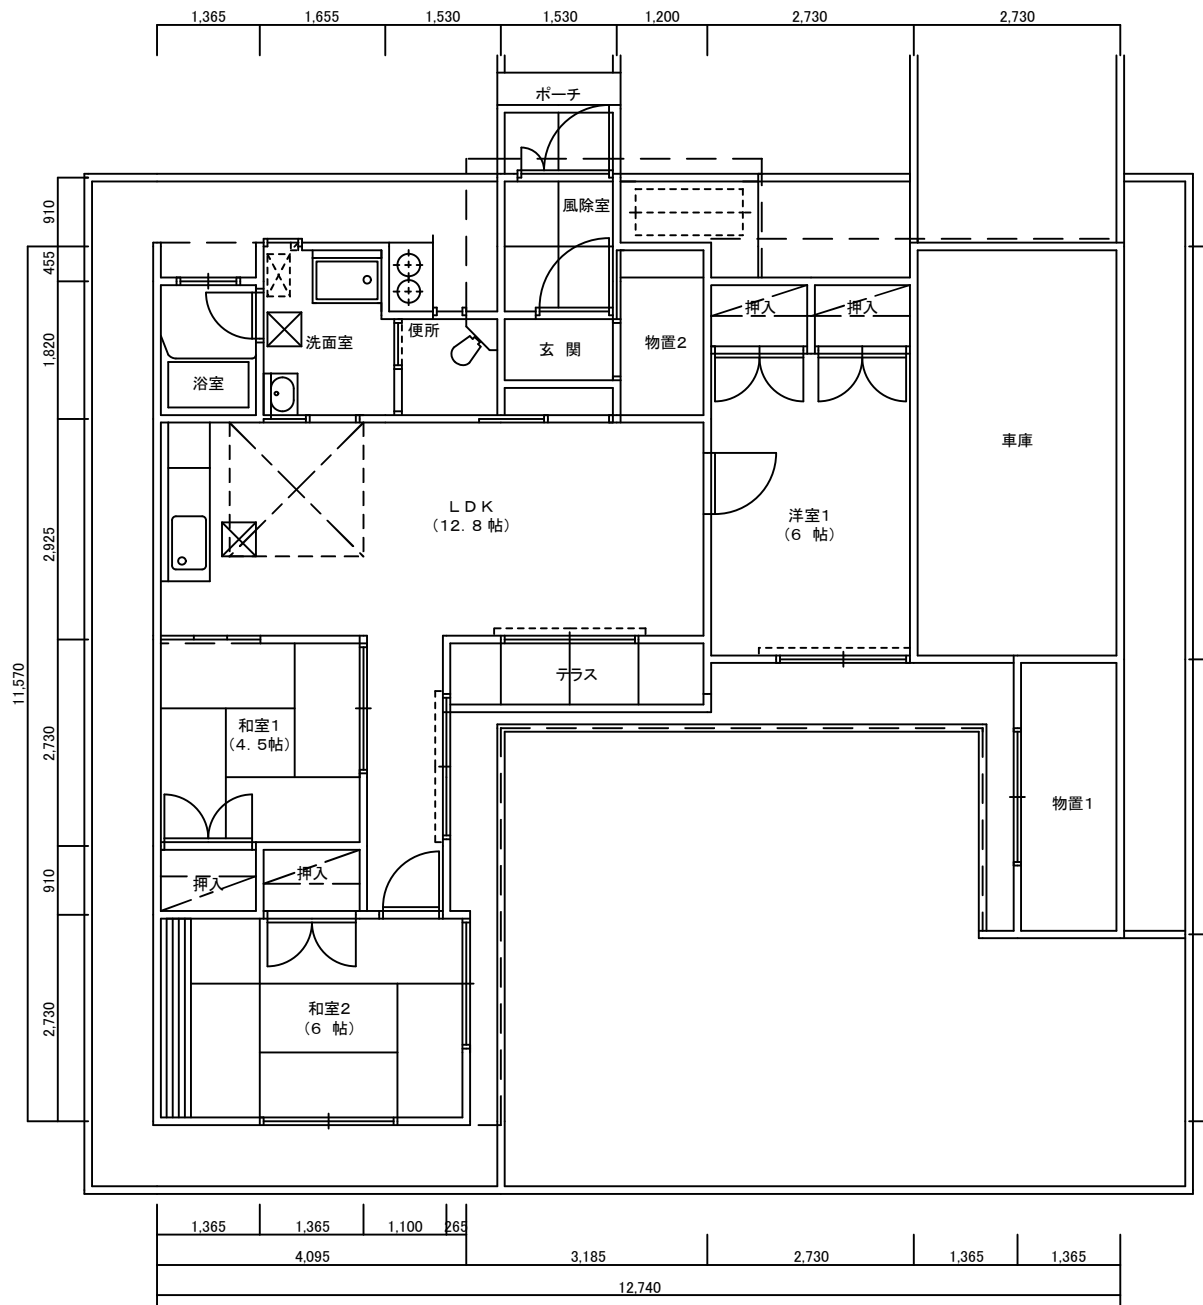 1,365 1,655 1,530 1,530 1,200 2,730 2,730
ポーチ
風除室
910
455
1,820
2,925
2,730
910
2,730
11,570
押入 押入
洗面室
便所
玄 関
物置2
浴室
車庫
LDK
(12. 8 帖)
洋室1
(6 帖)
テラス
和室1
(4. 5帖)
物置1
押入 押入
和室2
(6 帖)
1,365 1,365 1,100 265
4,095 3,185 2,730 1,365 1,365
12,740